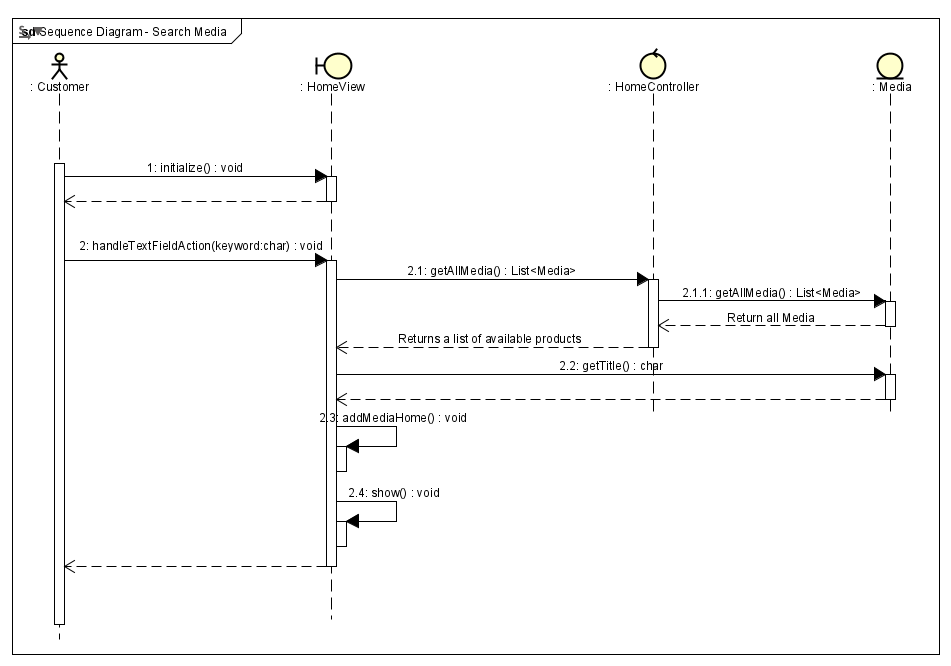 sd Sequence Diagram - Search Media
: Customer
: HomeView
: HomeController
: Media
1: initialize() : void
2: handleTextFieldAction(keyword:char) : void
2.1: getAllMedia() : List<Media>
2.1.1: getAllMedia() : List<Media>
Return all Media
Returns a list of available products
2.2: getTitle() : char
2.3: addMediaHome() : void
2.4: show() : void